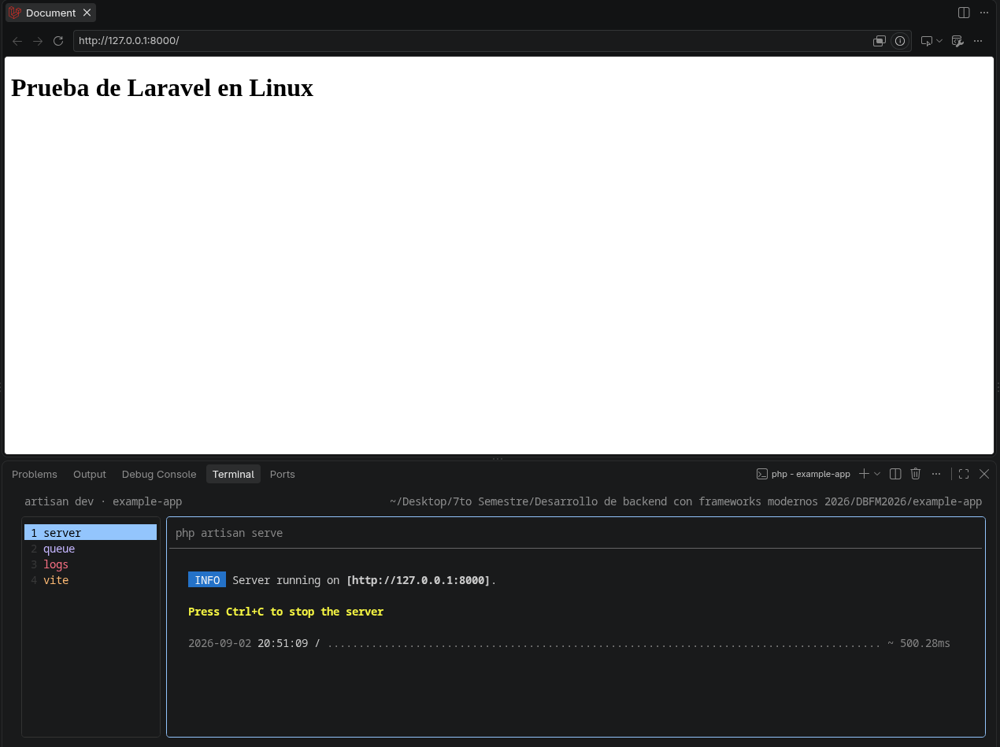 Document
http://127.0.0.1:8000/
Prueba de Laravel en Linux
Problems Output Debug Console Terminal Ports
php - example-app
artisan dev · example-app
~/Desktop/7to Semestre/Desarrollo de backend con frameworks modernos 2026/DBFM2026/example-app
1 server
2 queue
3 logs
4 vite
php artisan serve
INFO Server running on [http://127.0.0.1:8000].
Press Ctrl+C to stop the server
2026-09-02 20:51:09 / ........................................................................................ ~ 500.28ms